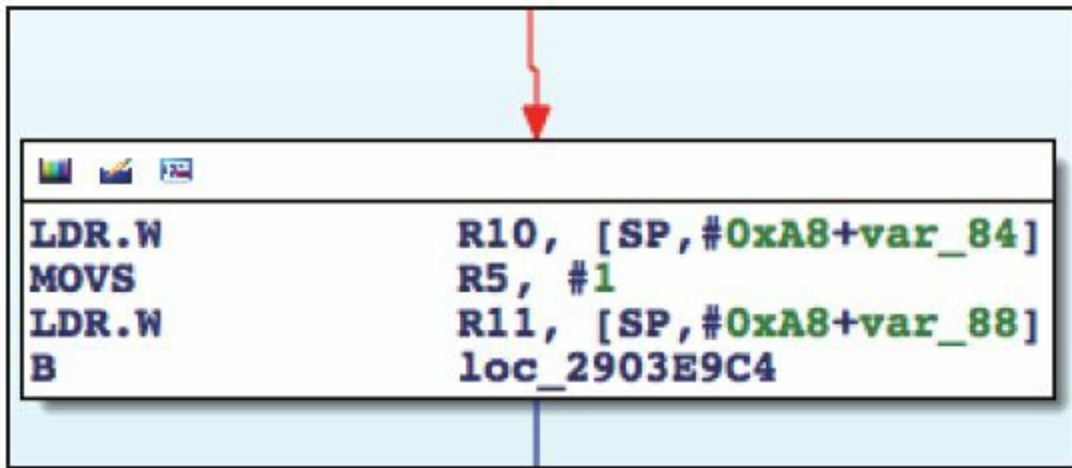 LDR.W R10, [SP,#0xA8+var_84]
MOVS R5, #1
LDR.W R11, [SP,#0xA8+var_88]
B loc_2903E9C4